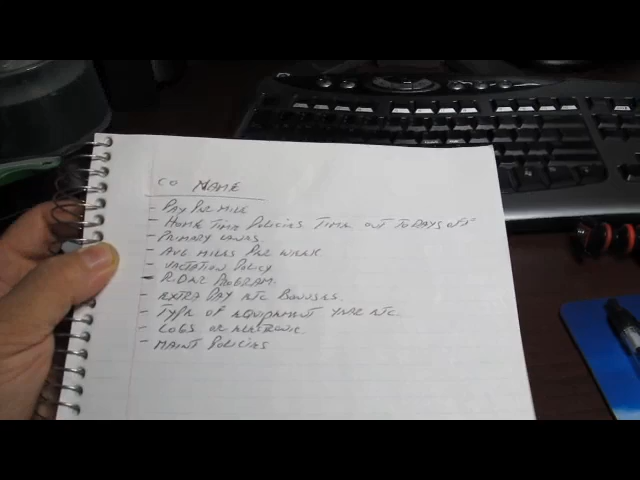 CO NAME
- PAY PER MILE
- HOME TIME POLICIES TIME OUT TO DAYS OFF
- PRIMARY LANES
- AVG MILES PER WEEK
- VACTATION POLICY
- RIDER PROGRAM
- EXTRA PAY ETC BONUSES.
- TYPE OF EQUIPMENT YEAR ETC.
- LOGS OR ELECTRONIC.
- MAINT POLICIES